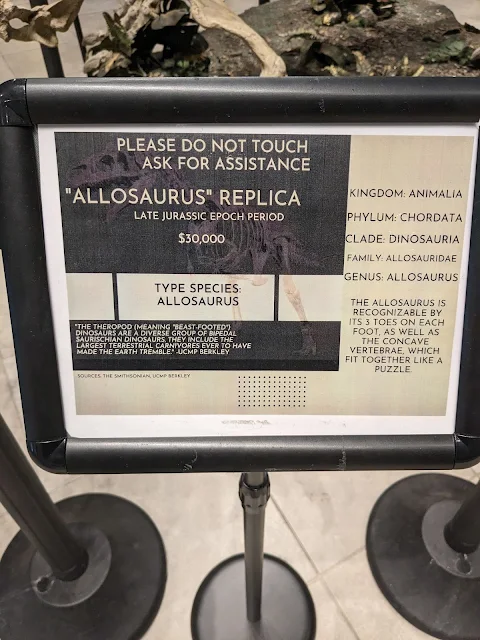 PLEASE DO NOT TOUCH
ASK FOR ASSISTANCE
"ALLOSAURUS" REPLICA
LATE JURASSIC EPOCH PERIOD
$30,000
TYPE SPECIES:
ALLOSAURUS
"THE THEROPOD (MEANING "BEAST-FOOTED")
DINOSAURS ARE A DIVERSE GROUP OF BIPEDAL
SAURISCHIAN DINOSAURS. THEY INCLUDE THE
LARGEST TERRESTRIAL CARNIVORES EVER TO HAVE
MADE THE EARTH TREMBLE." -UCMP BERKLEY
SOURCES: THE SMITHSONIAN, UCMP BERKLEY
KINGDOM: ANIMALIA
PHYLUM: CHORDATA
CLADE: DINOSAURIA
FAMILY: ALLOSAURIDAE
GENUS: ALLOSAURUS
THE ALLOSAURUS IS
RECOGNIZABLE BY
ITS 3 TOES ON EACH
FOOT, AS WELL AS
THE CONCAVE
VERTEBRAE, WHICH
FIT TOGETHER LIKE A
PUZZLE.